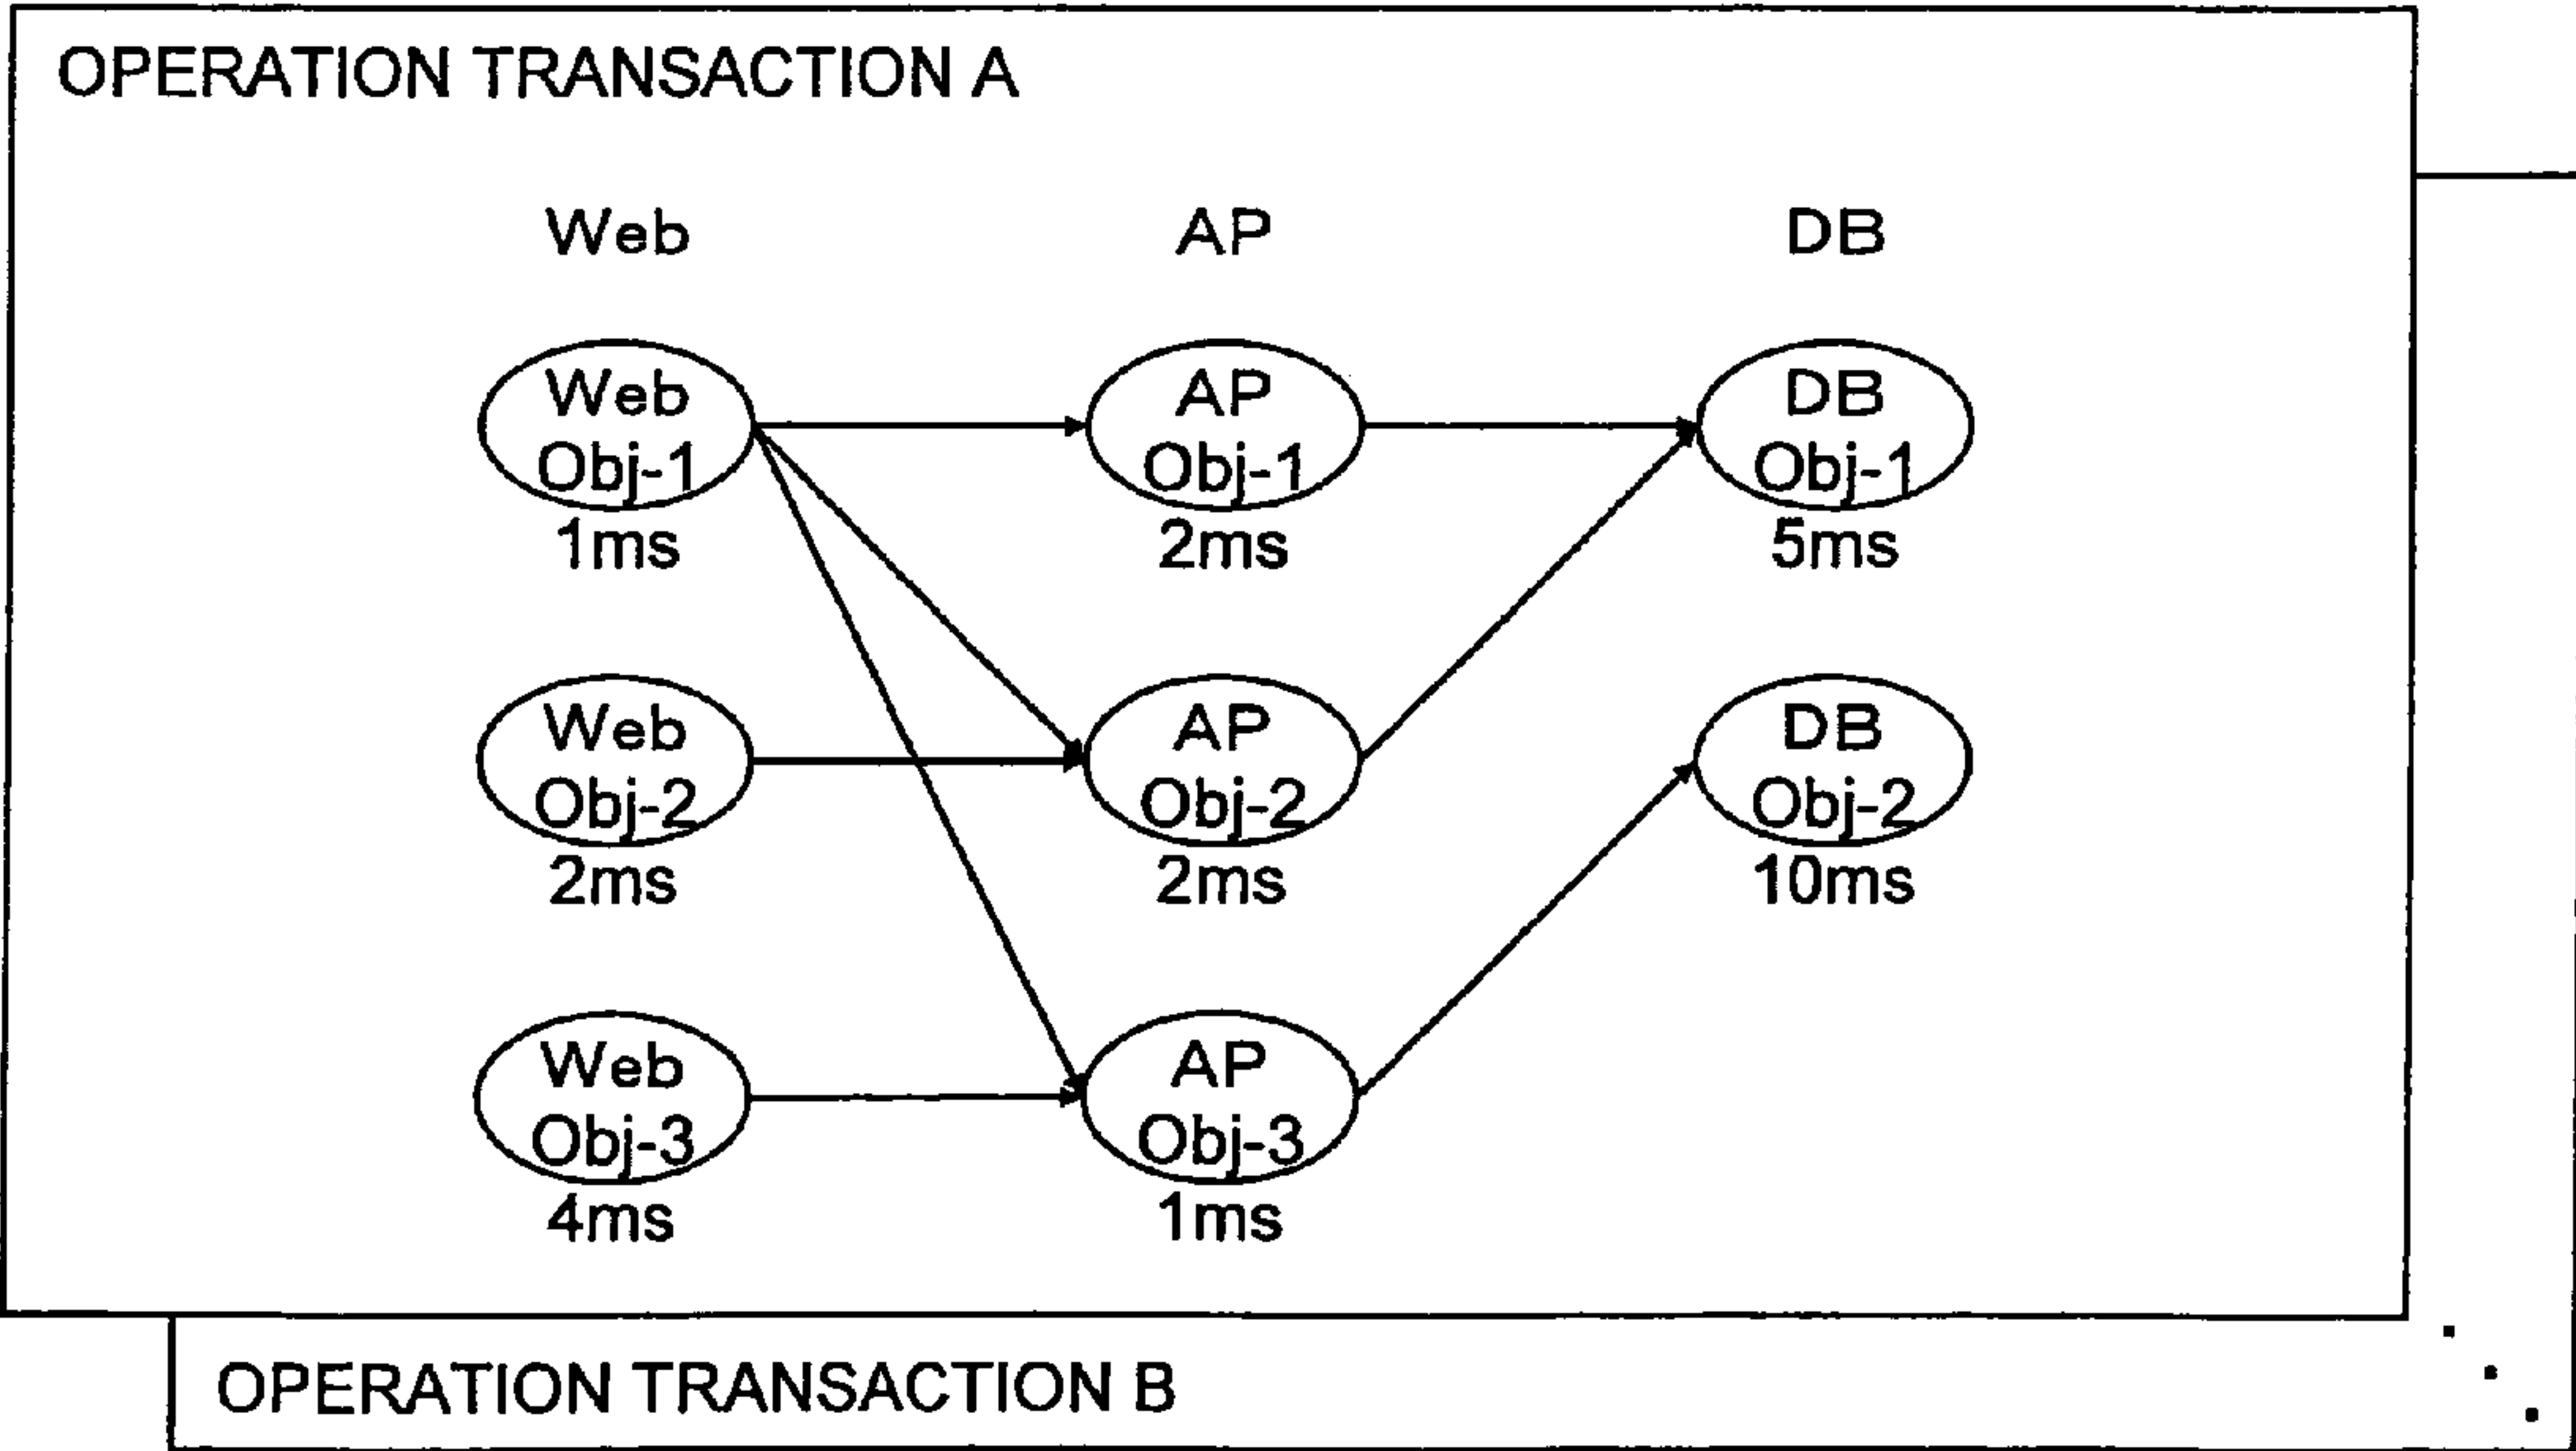 OPERATION TRANSACTION A
Web AP DB
Web AP DB
Obj-1 Obj-1 Obj-1
1ms 2ms 5ms
Web AP DB
Obj-2 Obj-2 Obj-2
2ms 2ms 10ms
Web AP
Obj-3 Obj-3
4ms 1ms
OPERATION TRANSACTION B